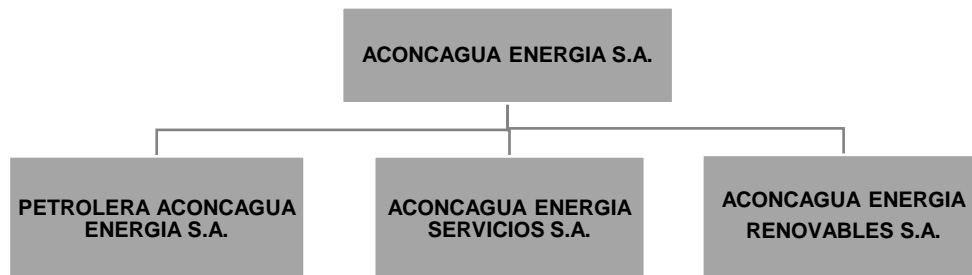 ACONCAGUA ENERGIA S.A.
PETROLERA ACONCAGUA
ENERGIA S.A.
ACONCAGUA ENERGIA
SERVICIOS S.A.
ACONCAGUA ENERGIA
RENOVABLES S.A.